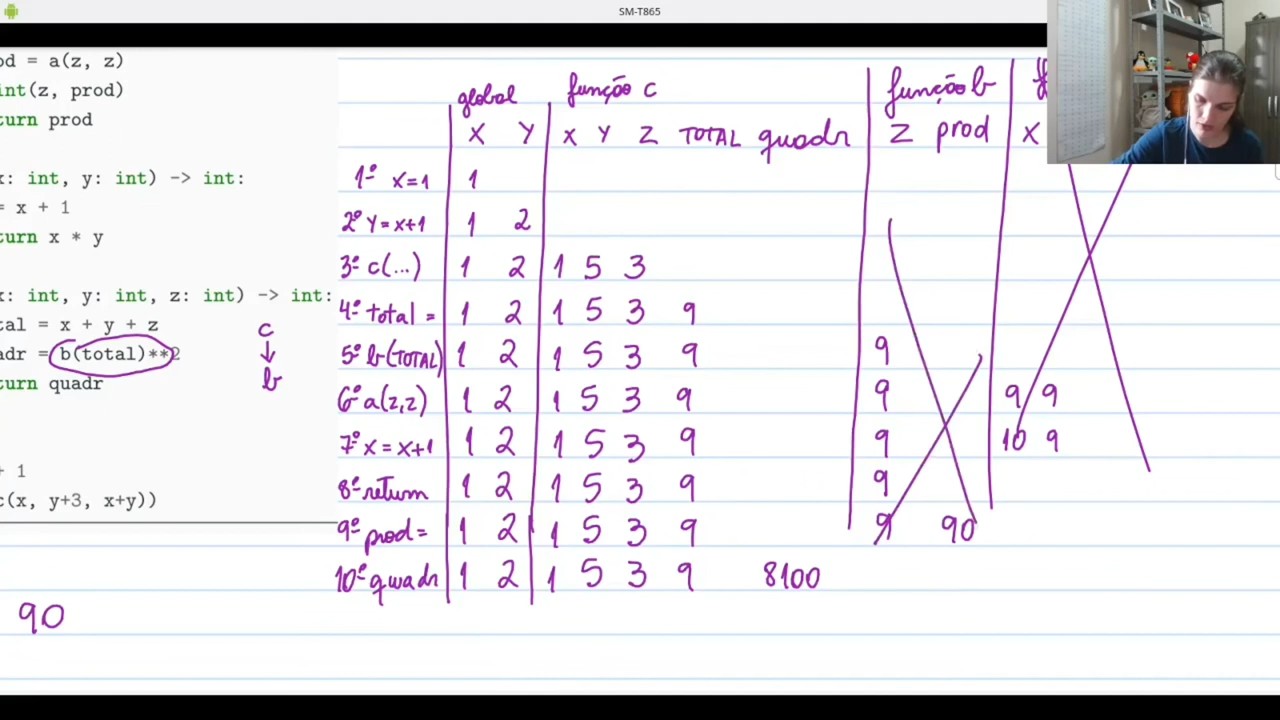 SM-T865
od = a(z, z)
int(z, prod)
turn prod
x: int, y: int) -> int:
= x + 1
turn x * y
x: int, y: int, z: int) -> int:
tal = x + y + z
adr = b(total)**2
turn quadr
+ 1
c(x, y+3, x+y))
c
↓
b
90
global função c função b
X Y X Y Z TOTAL quadr Z prod X
1º X=1 1
2º Y=x+1 1 2
3º c(...) 1 2 1 5 3
4º total = 1 2 1 5 3 9
5º b(TOTAL) 1 2 1 5 3 9 9
6º a(z,z) 1 2 1 5 3 9 9 9 9
7º x = x+1 1 2 1 5 3 9 9 10 9
8º return 1 2 1 5 3 9 9
9º prod= 1 2 1 5 3 9 9 90
10º quadr 1 2 1 5 3 9 8100